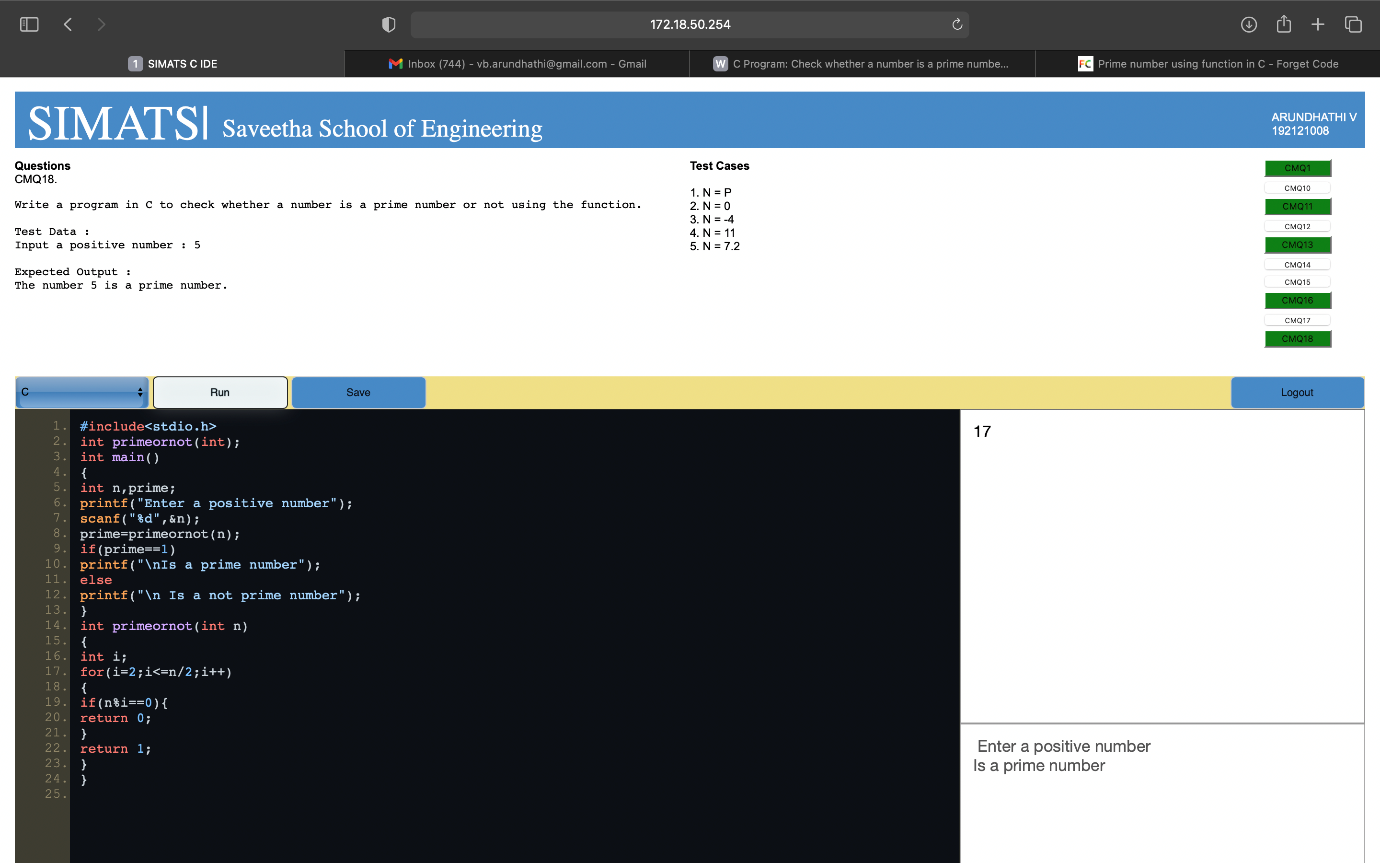 172.18.50.254
1 SIMATS C IDE
Inbox (744) - vb.arundhathi@gmail.com - Gmail
W C Program: Check whether a number is a prime numbe...
FC Prime number using function in C - Forget Code
SIMATS| Saveetha School of Engineering
ARUNDHATHI V
192121008
Questions
CMQ18.
Write a program in C to check whether a number is a prime number or not using the function.
Test Data :
Input a positive number : 5
Expected Output :
The number 5 is a prime number.
Test Cases
1. N = P
2. N = 0
3. N = -4
4. N = 11
5. N = 7.2
CMQ1
CMQ10
CMQ11
CMQ12
CMQ13
CMQ14
CMQ15
CMQ16
CMQ17
CMQ18
C
Run
Save
Logout
1. #include<stdio.h>
2. int primeornot(int);
3. int main()
4. {
5. int n,prime;
6. printf("Enter a positive number");
7. scanf("%d",&n);
8. prime=primeornot(n);
9. if(prime==1)
10. printf("\nIs a prime number");
11. else
12. printf("\n Is a not prime number");
13. }
14. int primeornot(int n)
15. {
16. int i;
17. for(i=2;i<=n/2;i++)
18. {
19. if(n%i==0){
20. return 0;
21. }
22. return 1;
23. }
24. }
25.
17
Enter a positive number
Is a prime number